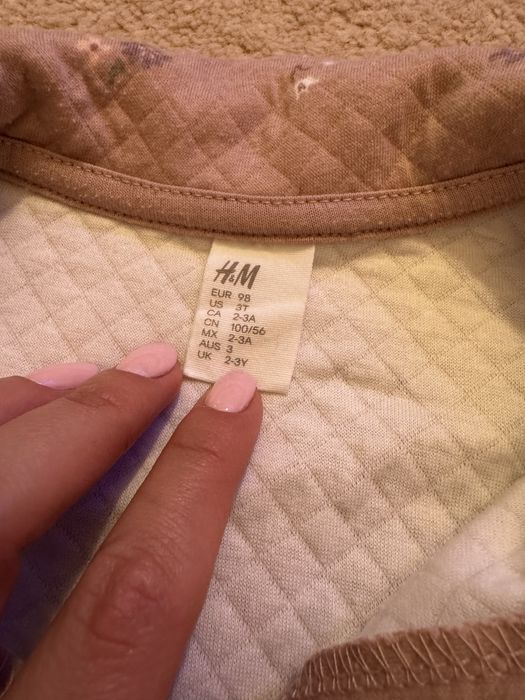 H&M
EUR 98
US 3T
CA 2-3A
CN 100/56
MX 2-3A
AUS 3
UK 2-3Y